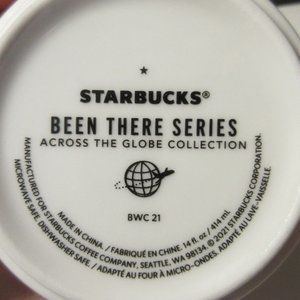 STARBUCKS®
BEEN THERE SERIES
ACROSS THE GLOBE COLLECTION
BWC 21
MADE IN CHINA. / FABRIQUÉ EN CHINE. 14 fl oz / 414 mL
MANUFACTURED FOR STARBUCKS COFFEE COMPANY, SEATTLE, WA 98134. © 2021 STARBUCKS CORPORATION.
MICROWAVE SAFE. DISHWASHER SAFE. / ADAPTÉ AU FOUR À MICRO-ONDES. ADAPTÉ AU LAVE-VAISSELLE.